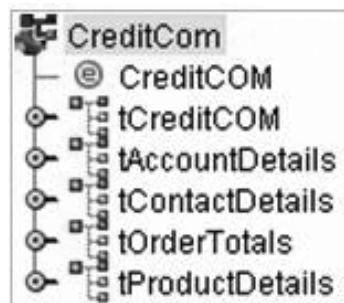 CreditCom
e CreditCOM
tCreditCOM
tAccountDetails
tContactDetails
tOrderTotals
tProductDetails